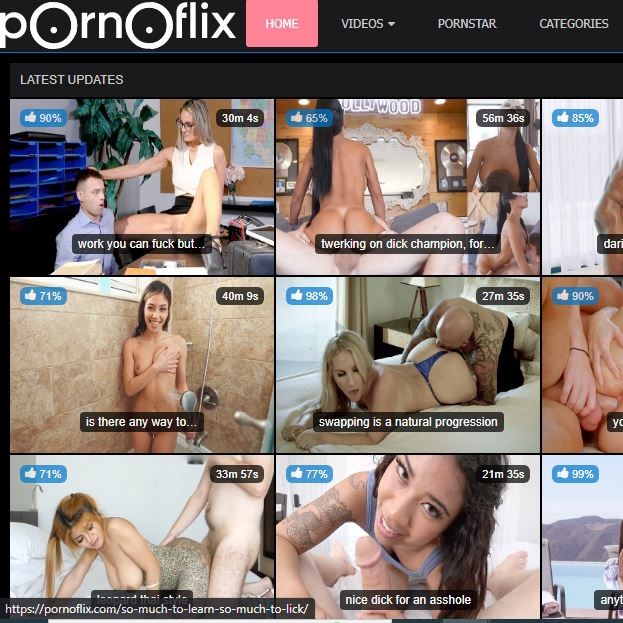 pornOflix
HOME
VIDEOS
PORNSTAR
CATEGORIES
LATEST UPDATES
90%
30m 4s
work you can fuck but...
65%
OLLYWOOD
56m 36s
twerking on dick champion, for...
85%
dari
71%
40m 9s
is there any way to...
98%
27m 35s
swapping is a natural progression
90%
yo
71%
33m 57s
leopard thai style
77%
21m 35s
nice dick for an asshole
99%
anyt
https://pornoflix.com/so-much-to-learn-so-much-to-lick/